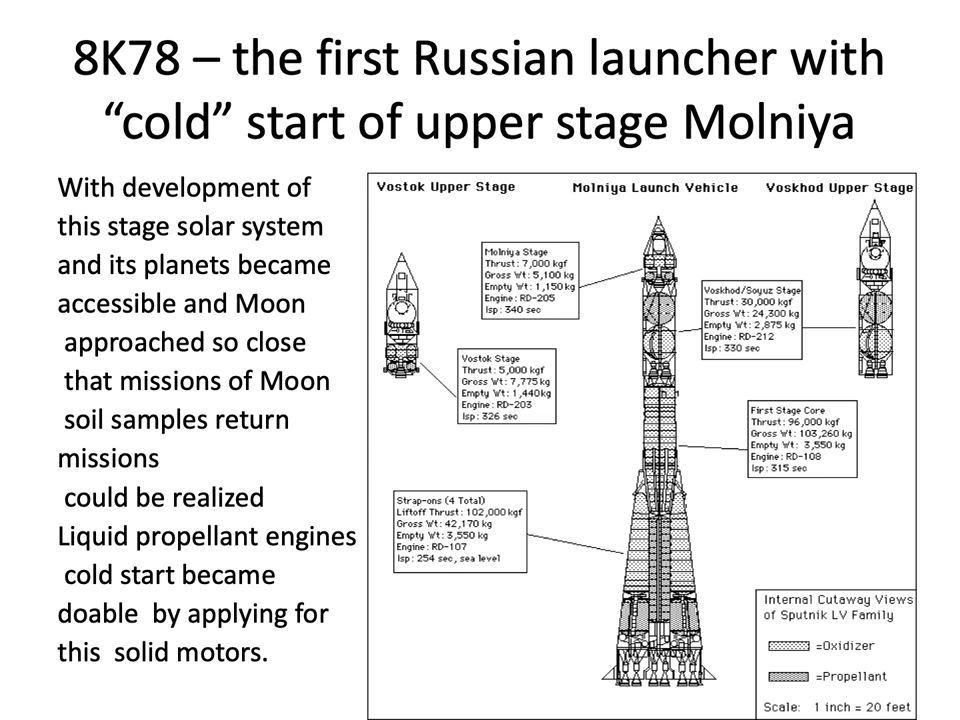 8K78 – the first Russian launcher with
“cold” start of upper stage Molniya
With development of
this stage solar system
and its planets became
accessible and Moon
approached so close
that missions of Moon
soil samples return
missions
could be realized
Liquid propellant engines
cold start became
doable by applying for
this solid motors.
Vostok Upper Stage
Molniya Launch Vehicle
Voskhod Upper Stage
Molniya Stage
Thrust: 7,000 kgf
Gross Wt: 5,100 kg
Empty Wt: 1,150 kg
Engine: RD-205
Isp: 340 sec
Voskhod/Soyuz Stage
Thrust: 30,000 kgf
Gross Wt: 24,300 kg
Empty Wt: 2,875 kg
Engine: RD-212
Isp: 330 sec
Vostok Stage
Thrust: 5,000 kgf
Gross Wt: 7,775 kg
Empty Wt: 1,440kg
Engine: RD-203
Isp: 326 sec
First Stage Core
Thrust: 96,000 kgf
Gross Wt: 103,260 kg
Empty Wt: 3,550 kg
Engine: RD-108
Isp: 315 sec
Strap-ons (4 Total)
Liftoff Thrust: 102,000 kgf
Gross Wt: 42,170 kg
Empty Wt: 3,550 kg
Engine: RD-107
Isp: 254 sec, sea level
Internal Cutaway Views
of Sputnik LV Family
=Oxidizer
=Propellant
Scale: 1 inch = 20 feet